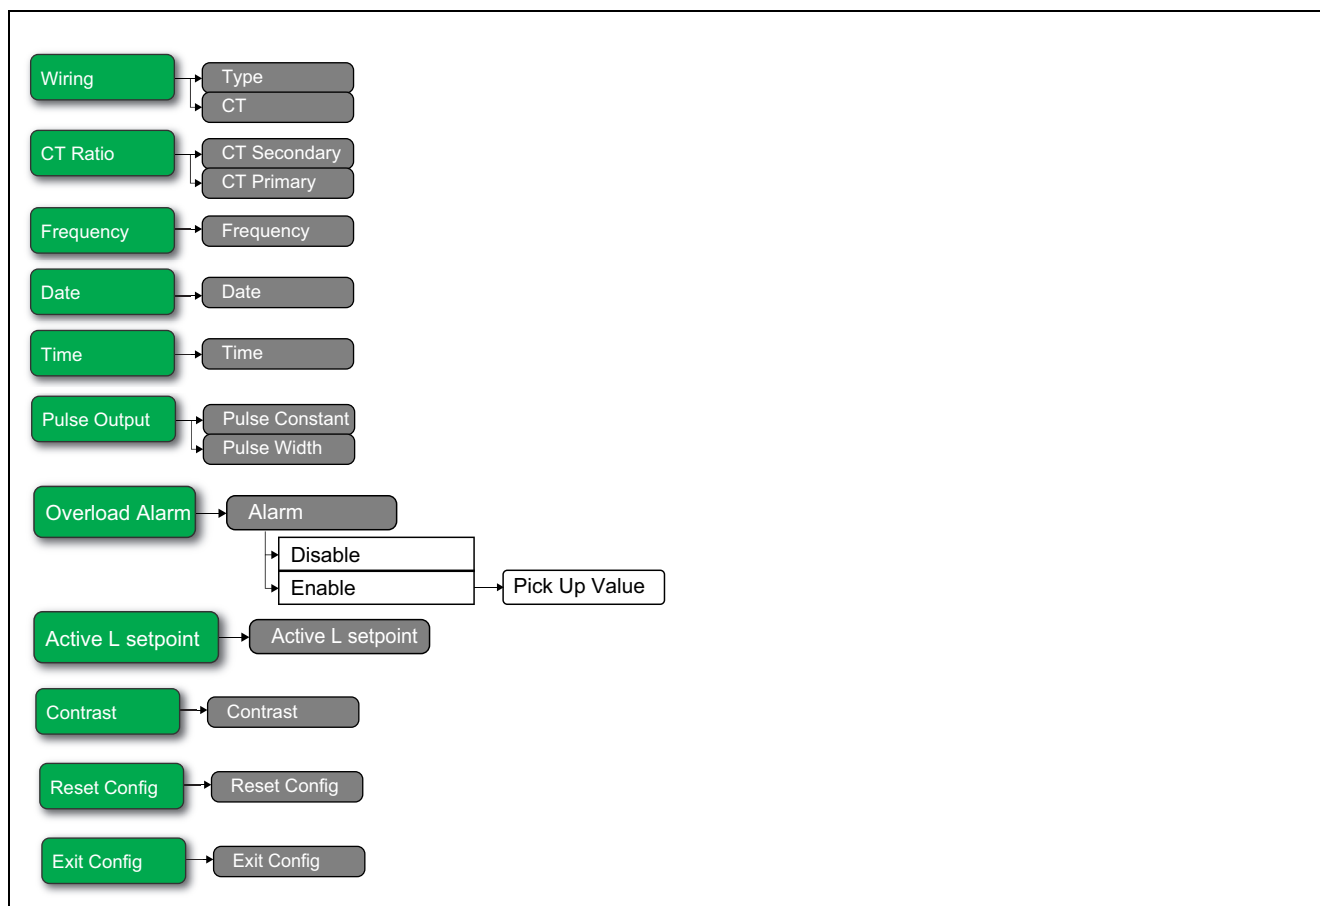 Wiring
Type
CT
CT Ratio
CT Secondary
CT Primary
Frequency
Frequency
Date
Date
Time
Time
Pulse Output
Pulse Constant
Pulse Width
Overload Alarm
Alarm
Disable
Enable
Pick Up Value
Active L setpoint
Active L setpoint
Contrast
Contrast
Reset Config
Reset Config
Exit Config
Exit Config